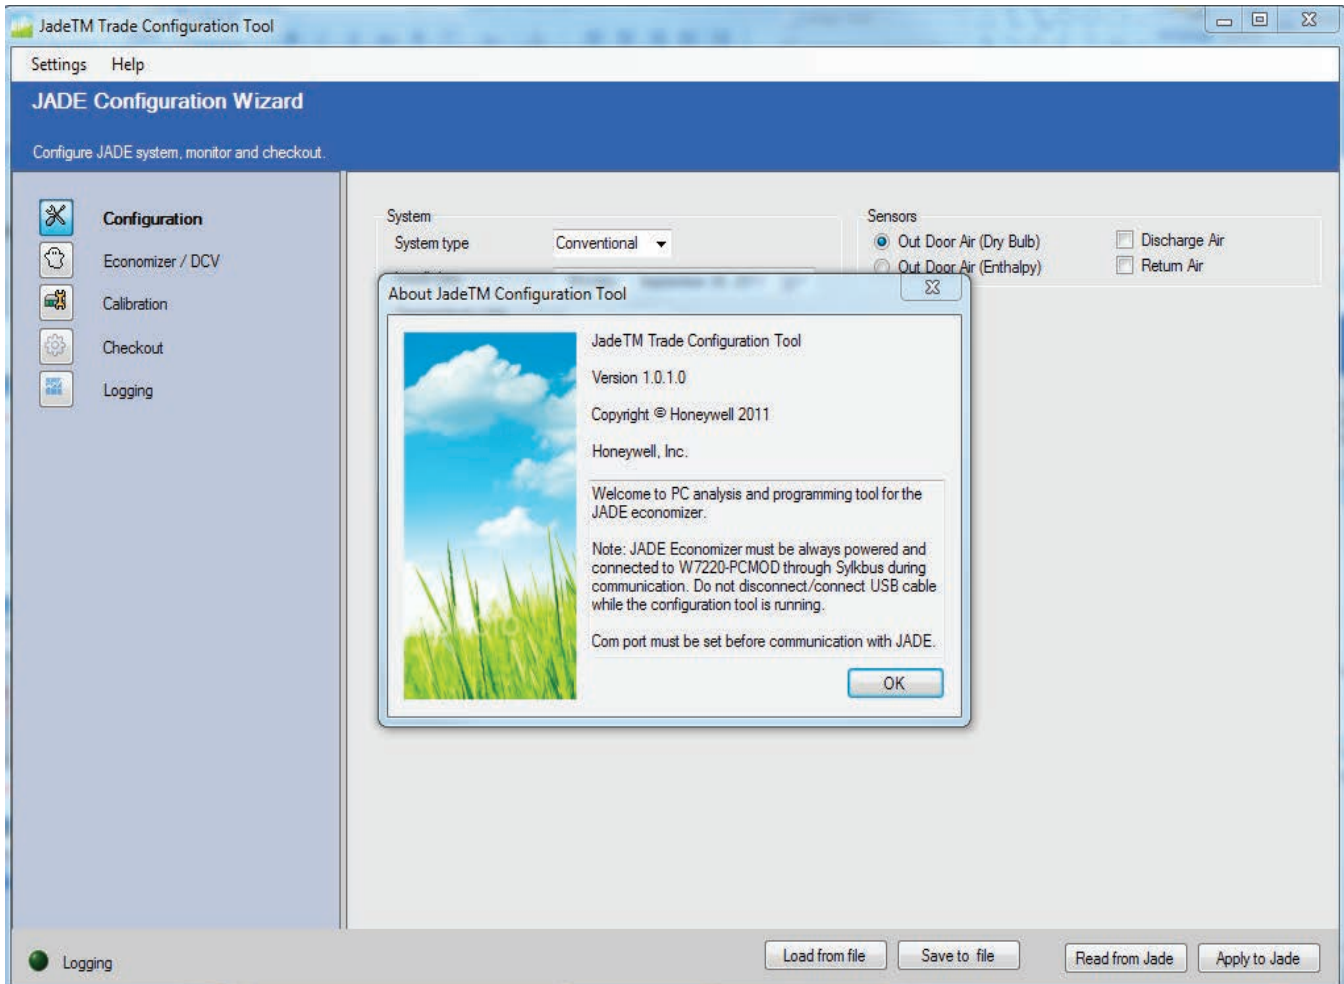 JadeTM Trade Configuration Tool
Settings Help
JADE Configuration Wizard
Configure JADE system, monitor and checkout.
Configuration
Economizer / DCV
Calibration
Checkout
Logging
System
System type Conventional
Sensors
Out Door Air (Dry Bulb) Discharge Air
Out Door Air (Enthalpy) Return Air
About JadeTM Configuration Tool
JadeTM Trade Configuration Tool
Version 1.0.1.0
Copyright © Honeywell 2011
Honeywell, Inc.
Welcome to PC analysis and programming tool for the
JADE economizer.
Note: JADE Economizer must be always powered and
connected to W7220-PCMOD through Sylkbus during
communication. Do not disconnect/connect USB cable
while the configuration tool is running.
Com port must be set before communication with JADE.
OK
Logging
Load from file Save to file Read from Jade Apply to Jade